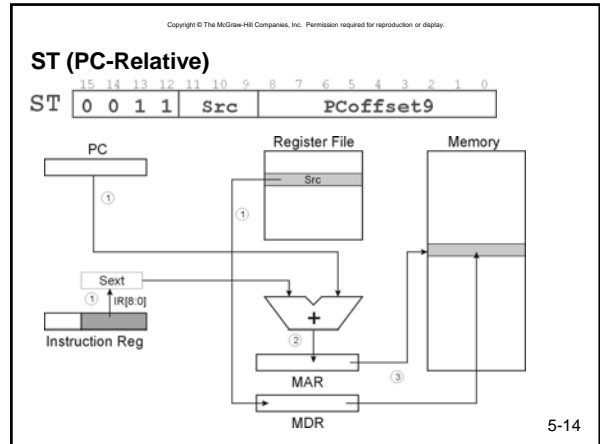 Copyright © The McGraw-Hill Companies, Inc. Permission required for reproduction or display.
ST (PC-Relative)
15 14 13 12 11 10 9 8 7 6 5 4 3 2 1 0
ST 0 0 1 1 Src PCoffset9
PC
Register File
Memory
Src
1
1
Sext
1
IR[8:0]
+
Instruction Reg
2
MAR
3
MDR
5-14